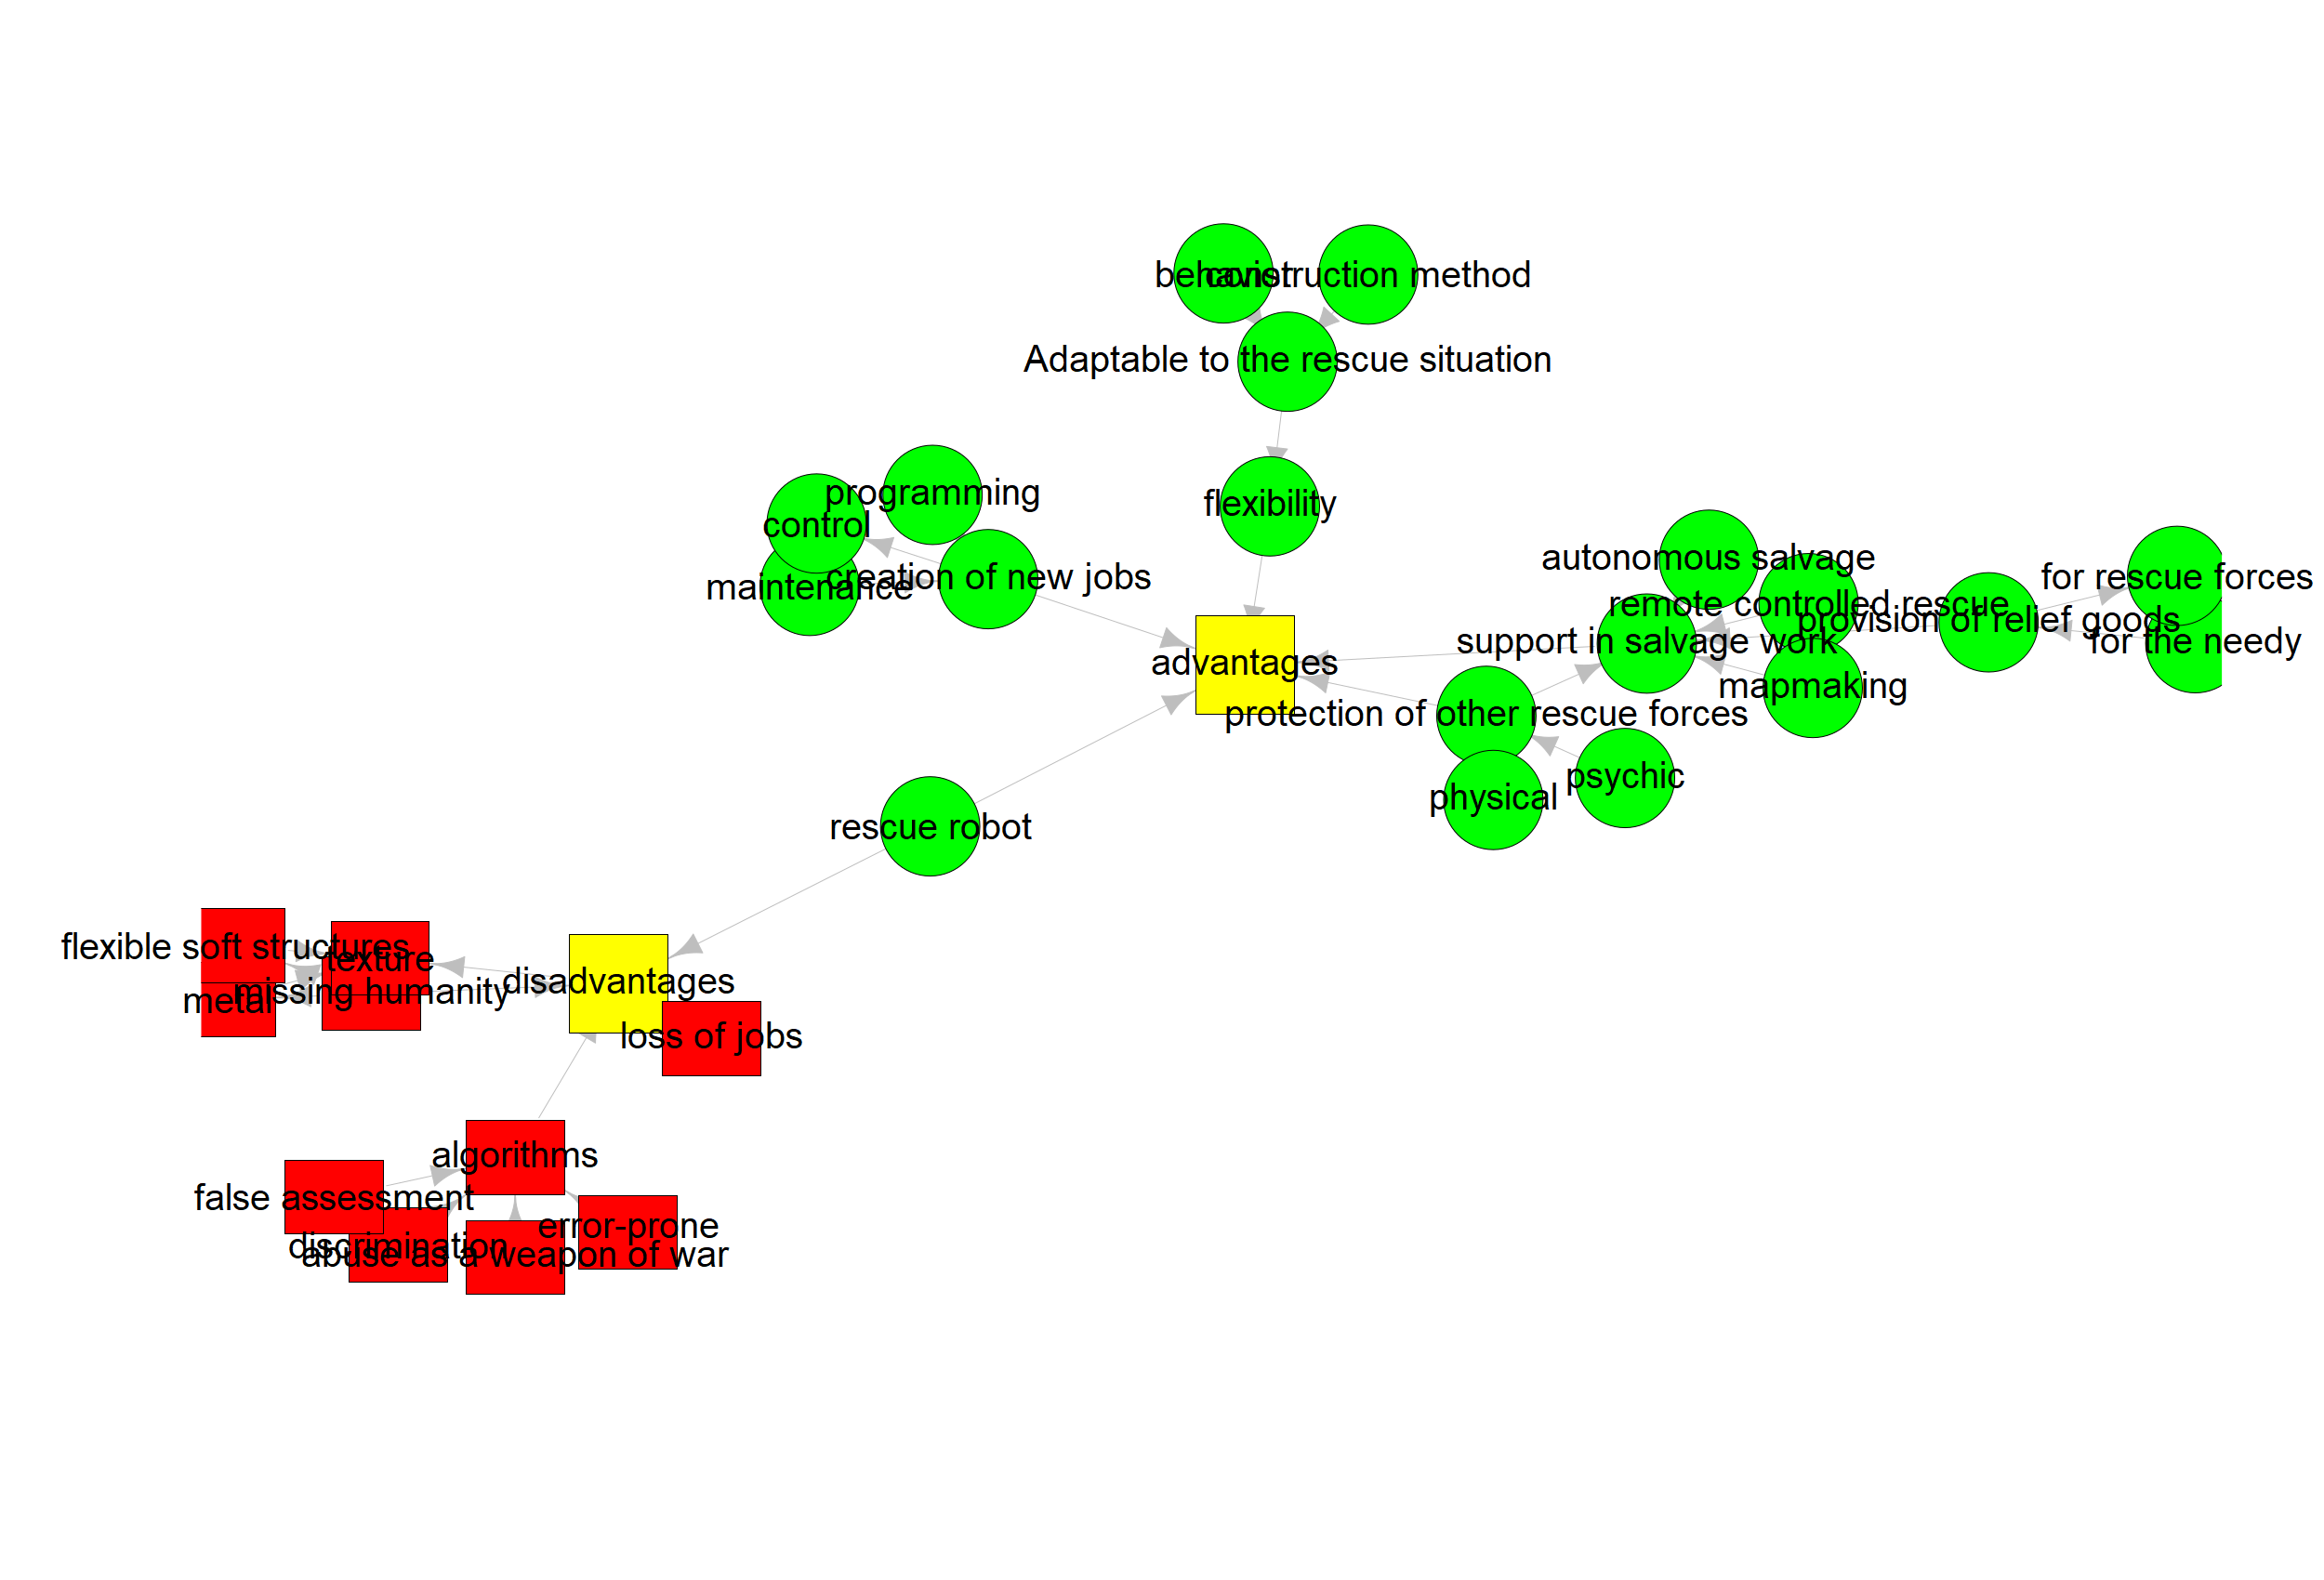 behavior
construction method
Adaptable to the rescue situation
programming
flexibility
control
autonomous salvage
creation of new jobs
for rescue forces
maintenance
remote controlled rescue
provision of relief goods
support in salvage work
for the needy
advantages
mapmaking
protection of other rescue forces
psychic
physical
rescue robot
flexible soft structures
texture
disadvantages
missing humanity
metal
loss of jobs
algorithms
false assessment
error-prone
discrimination
abuse as a weapon of war